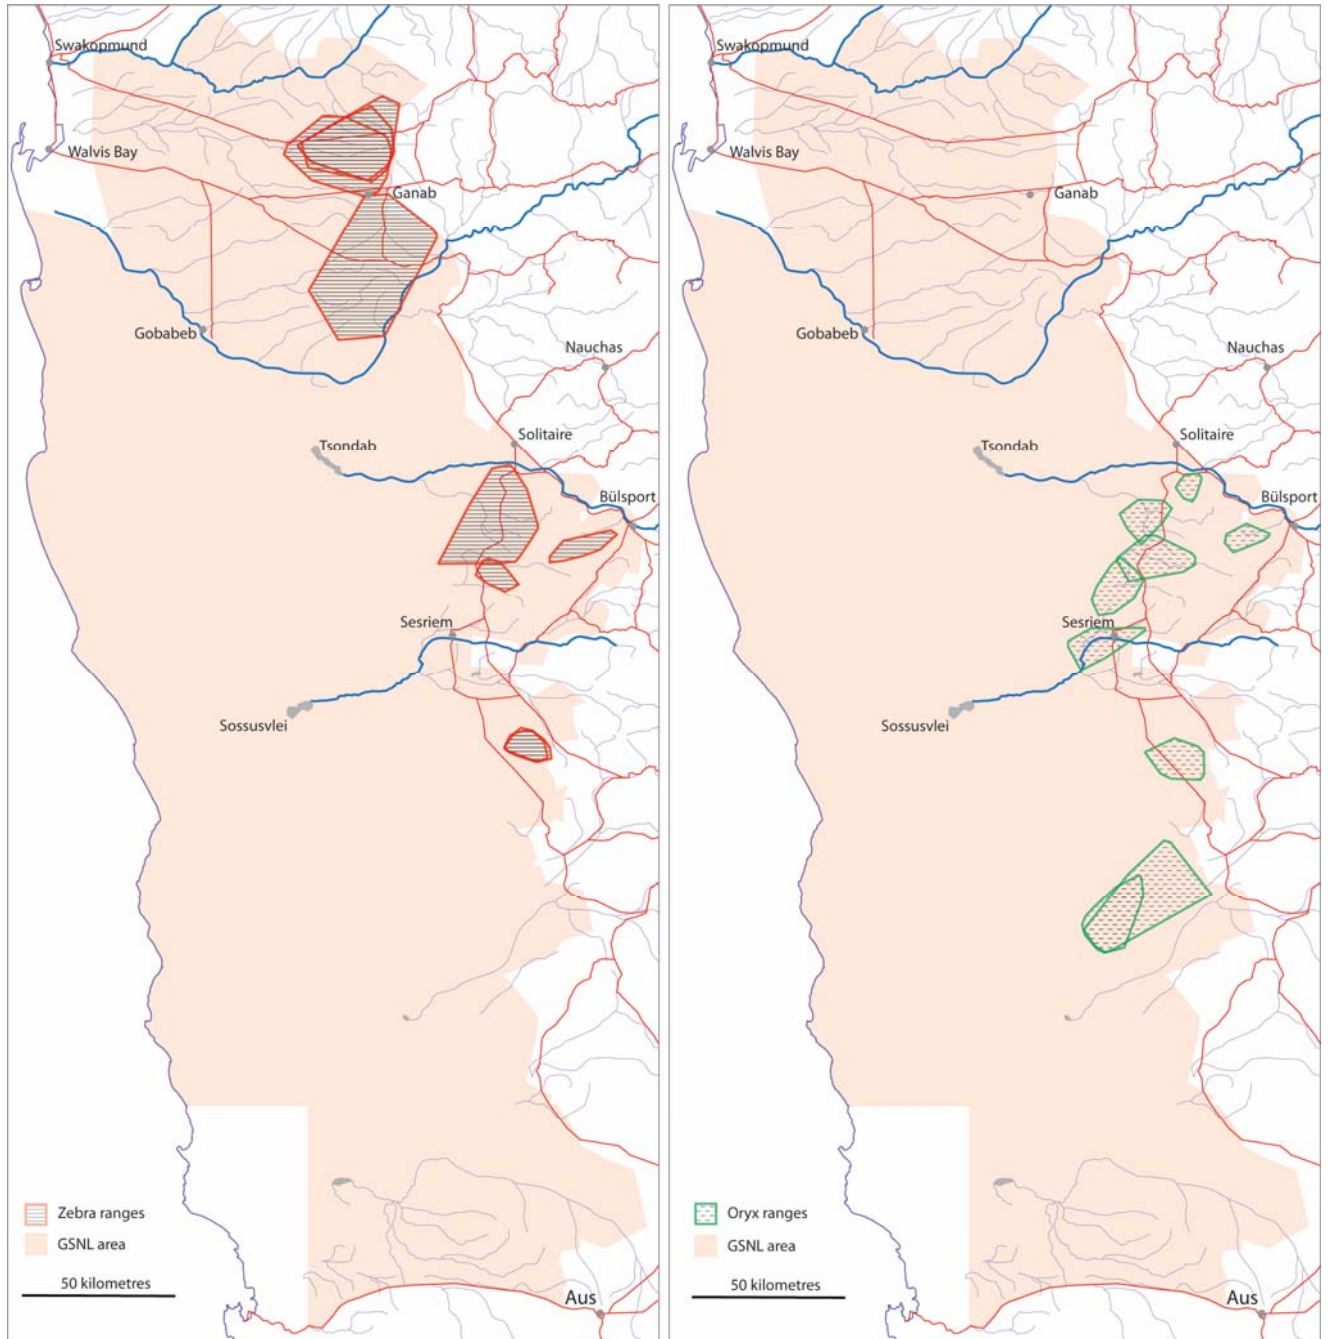 Swakopmund
Walvis Bay
Ganab
Gobabeb
Nauchas
Solitaire
Tsondab
Bülsport
Sesriem
Sossusvlei
Zebra ranges
GSNL area
50 kilometres
Aus
Swakopmund
Walvis Bay
Ganab
Gobabeb
Nauchas
Solitaire
Tsondab
Bülsport
Sesriem
Sossusvlei
Oryx ranges
GSNL area
50 kilometres
Aus